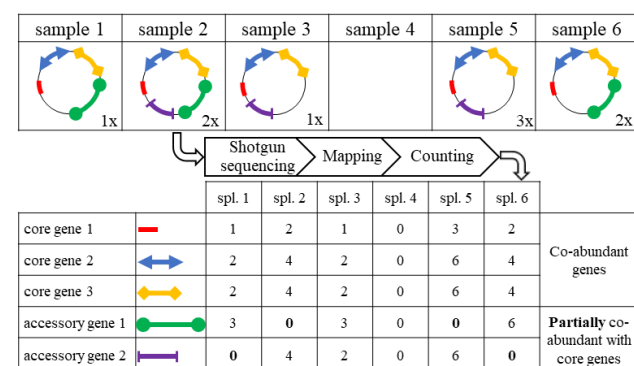 sample 1 sample 2 sample 3 sample 4 sample 5 sample 6
1x 2x 1x 3x 2x
Shotgun
sequencing
Mapping
Counting
spl. 1 spl. 2 spl. 3 spl. 4 spl. 5 spl. 6
core gene 1 1 2 1 0 3 2
core gene 2 2 4 2 0 6 4
core gene 3 2 4 2 0 6 4
Co-abundant
genes
accessory gene 1 3 0 3 0 0 6
accessory gene 2 0 4 2 0 6 0
Partially co-
abundant with
core genes